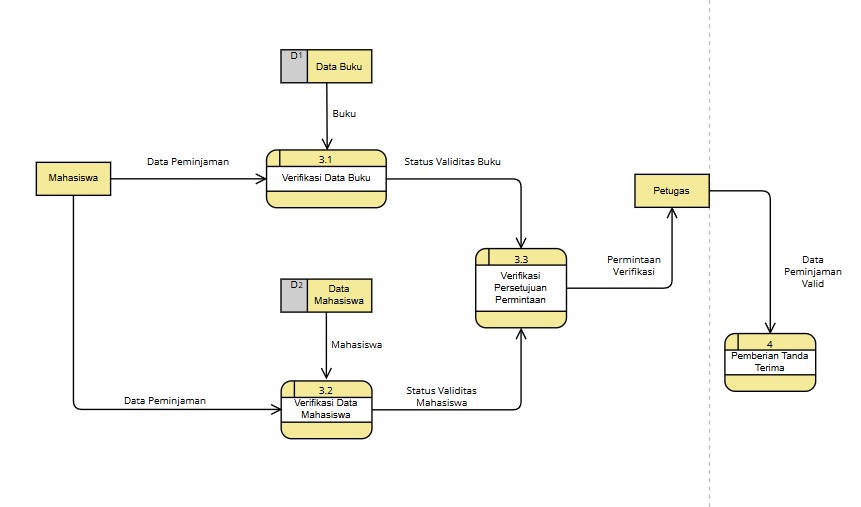 D1
Data Buku
Buku
Data Peminjaman
3.1
Status Validitas Buku
Mahasiswa
Verifikasi Data Buku
Petugas
3.3
Verifikasi
Persetujuan
Permintaan
Permintaan
Verifikasi
Data
Peminjaman
Valid
D2
Data
Mahasiswa
Mahasiswa
4
Pemberian Tanda
Terima
3.2
Verifikasi Data
Mahasiswa
Data Peminjaman
Status Validitas
Mahasiswa